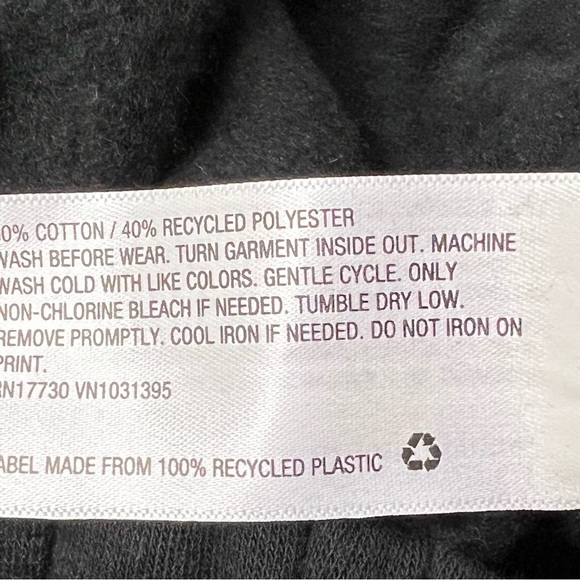 0% COTTON / 40% RECYCLED POLYESTER
WASH BEFORE WEAR. TURN GARMENT INSIDE OUT. MACHINE
WASH COLD WITH LIKE COLORS. GENTLE CYCLE. ONLY
NON-CHLORINE BLEACH IF NEEDED. TUMBLE DRY LOW.
REMOVE PROMPTLY. COOL IRON IF NEEDED. DO NOT IRON ON
PRINT.
RN17730 VN1031395
ABEL MADE FROM 100% RECYCLED PLASTIC